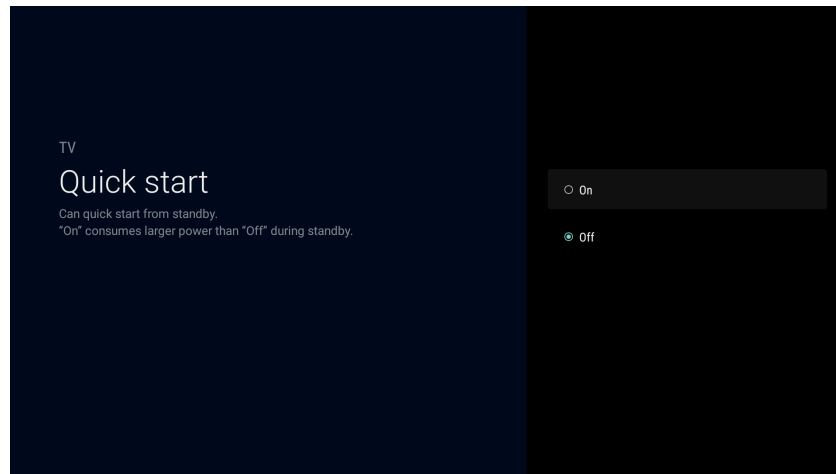 TV
Quick start
Can quick start from standby.
“On” consumes larger power than “Off” during standby.
On
Off